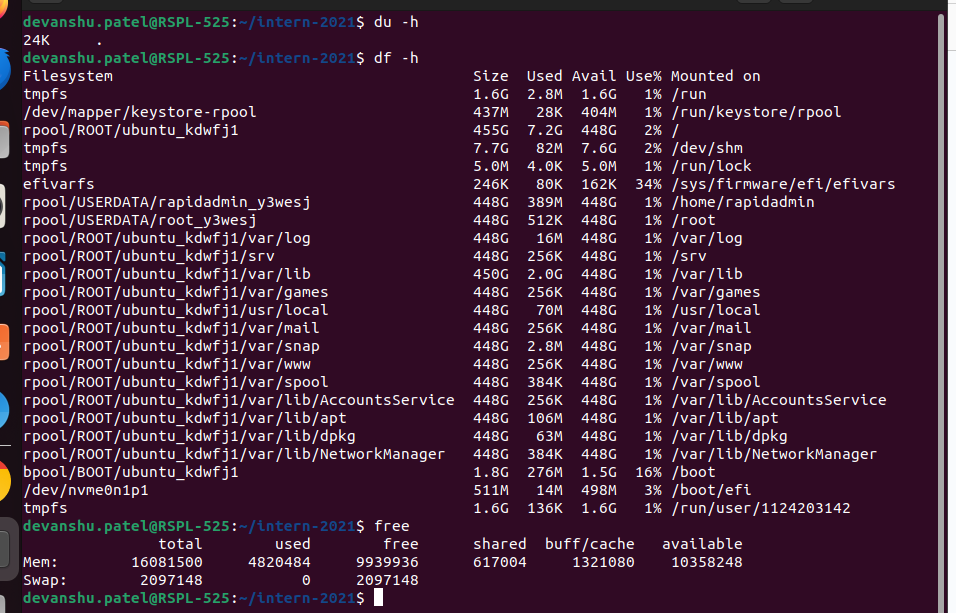 devanshu.patel@RSPL-525:~/intern-2021$ du -h
24K     .
devanshu.patel@RSPL-525:~/intern-2021$ df -h
Filesystem                                        Size  Used Avail Use% Mounted on
tmpfs                                             1.6G  2.8M  1.6G   1% /run
/dev/mapper/keystore-rpool                        437M   28K  404M   1% /run/keystore/rpool
rpool/ROOT/ubuntu_kdwfj1                          455G  7.2G  448G   2% /
tmpfs                                             7.7G   82M  7.6G   2% /dev/shm
tmpfs                                             5.0M  4.0K  5.0M   1% /run/lock
efivarfs                                          246K   80K  162K  34% /sys/firmware/efi/efivars
rpool/USERDATA/rapidadmin_y3wesj                  448G  389M  448G   1% /home/rapidadmin
rpool/USERDATA/root_y3wesj                        448G  512K  448G   1% /root
rpool/ROOT/ubuntu_kdwfj1/var/log                  448G   16M  448G   1% /var/log
rpool/ROOT/ubuntu_kdwfj1/srv                      448G  256K  448G   1% /srv
rpool/ROOT/ubuntu_kdwfj1/var/lib                  450G  2.0G  448G   1% /var/lib
rpool/ROOT/ubuntu_kdwfj1/var/games                448G  256K  448G   1% /var/games
rpool/ROOT/ubuntu_kdwfj1/usr/local                448G   70M  448G   1% /usr/local
rpool/ROOT/ubuntu_kdwfj1/var/mail                 448G  256K  448G   1% /var/mail
rpool/ROOT/ubuntu_kdwfj1/var/snap                 448G  2.8M  448G   1% /var/snap
rpool/ROOT/ubuntu_kdwfj1/var/www                  448G  256K  448G   1% /var/www
rpool/ROOT/ubuntu_kdwfj1/var/spool                448G  384K  448G   1% /var/spool
rpool/ROOT/ubuntu_kdwfj1/var/lib/AccountsService  448G  256K  448G   1% /var/lib/AccountsService
rpool/ROOT/ubuntu_kdwfj1/var/lib/apt              448G  106M  448G   1% /var/lib/apt
rpool/ROOT/ubuntu_kdwfj1/var/lib/dpkg             448G   63M  448G   1% /var/lib/dpkg
rpool/ROOT/ubuntu_kdwfj1/var/lib/NetworkManager   448G  384K  448G   1% /var/lib/NetworkManager
bpool/BOOT/ubuntu_kdwfj1                          1.8G  276M  1.5G  16% /boot
/dev/nvme0n1p1                                    511M   14M  498M   3% /boot/efi
tmpfs                                             1.6G  136K  1.6G   1% /run/user/1124203142
devanshu.patel@RSPL-525:~/intern-2021$ free
                  total        used        free      shared  buff/cache   available
Mem:        16081500     4820484     9939936      617004     1321080    10358248
Swap:        2097148           0     2097148
devanshu.patel@RSPL-525:~/intern-2021$